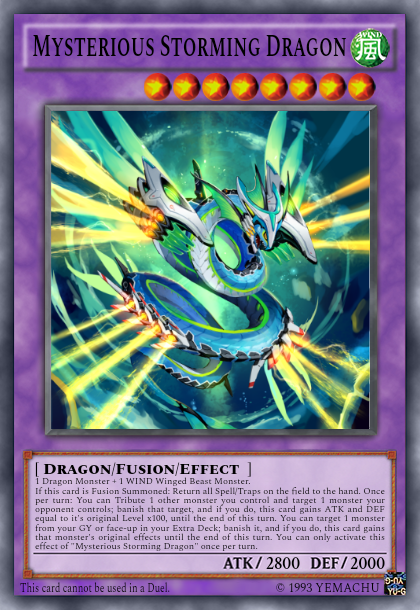 Mysterious Storming Dragon
WIND
風
[ Dragon/Fusion/Effect ]
1 Dragon Monster + 1 WIND Winged Beast Monster.
If this card is Fusion Summoned: Return all Spell/Traps on the field to the hand. Once
per turn: You can Tribute 1 other monster you control and target 1 monster your
opponent controls; banish that target, and if you do, this card gains ATK and DEF
equal to it's original Level x100, until the end of this turn. You can target 1 monster
from your GY or face-up in your Extra Deck; banish it, and if you do, this card gains
that monster's original effects until the end of this turn. You can only activate this
effect of "Mysterious Storming Dragon" once per turn.
ATK/ 2800 DEF/ 2000
This card cannot be used in a Duel. © 1993 YEMACHU